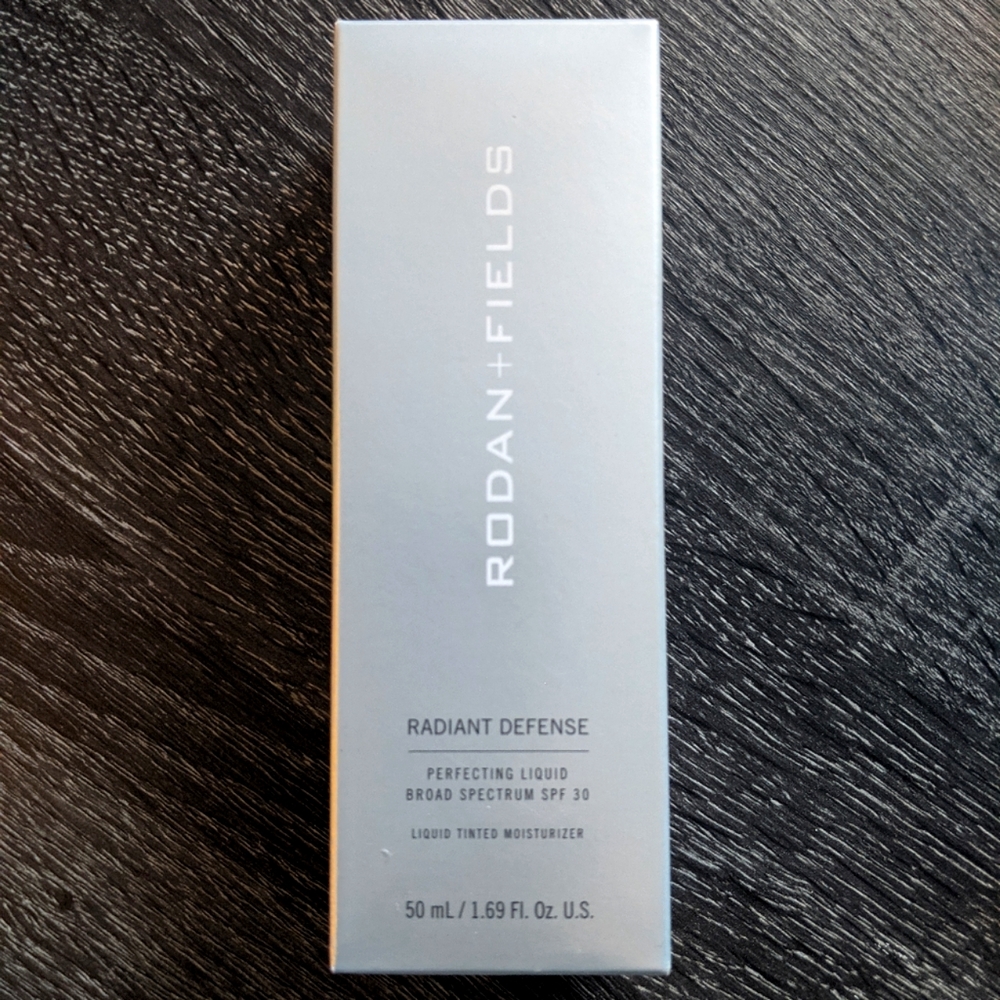 RODAN+FIELDS
RADIANT DEFENSE
PERFECTING LIQUID
BROAD SPECTRUM SPF 30
LIQUID TINTED MOISTURIZER
50 mL / 1.69 Fl. Oz. U.S.